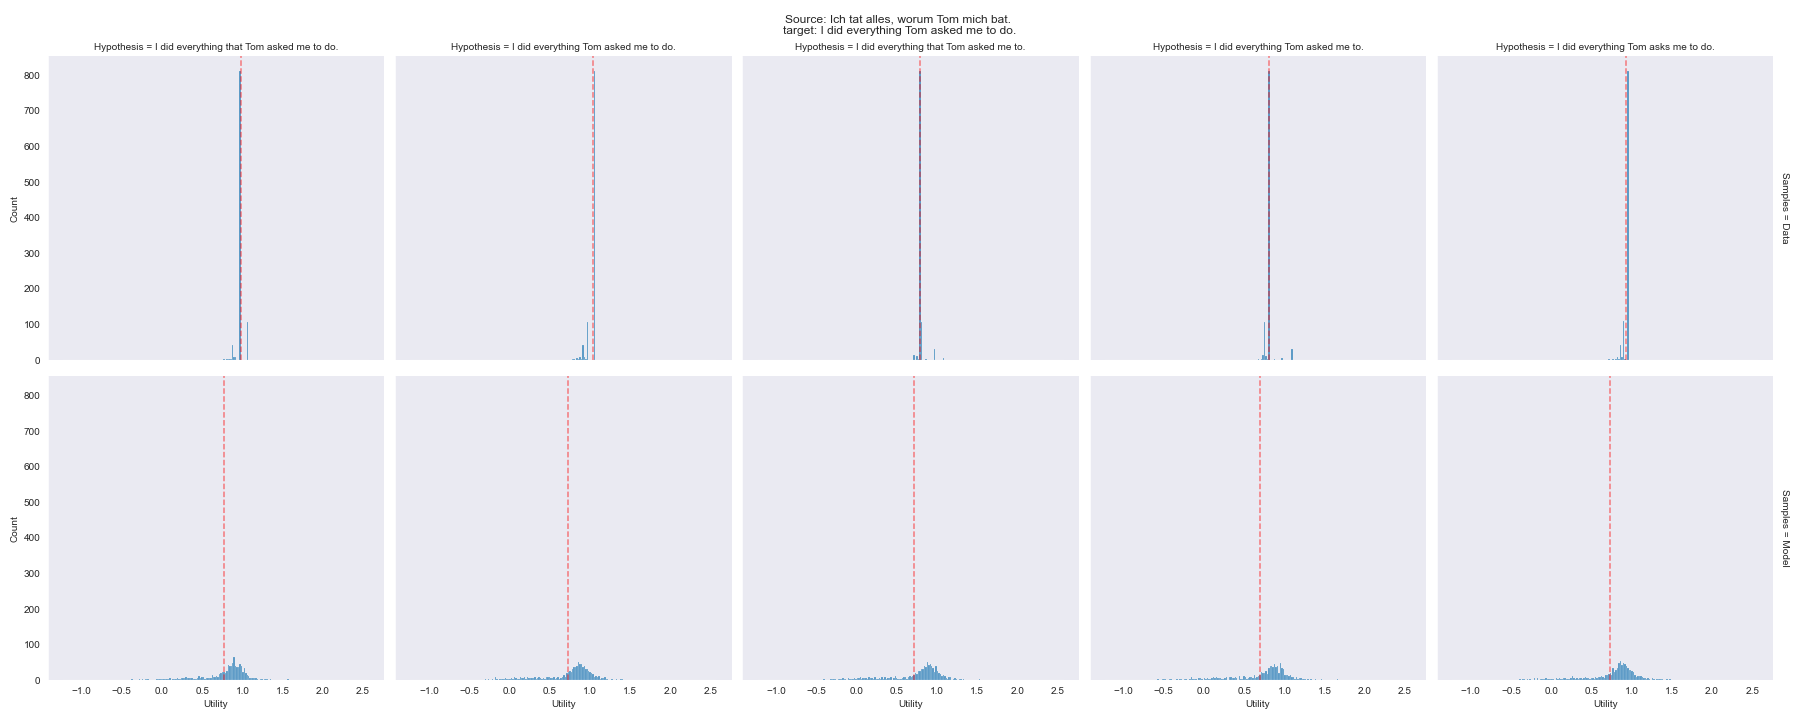 Source: Ich tat alles, worum Tom mich bat.
target: I did everything Tom asked me to do.
Hypothesis = I did everything that Tom asked me to do.
Hypothesis = I did everything Tom asked me to do.
Hypothesis = I did everything that Tom asked me to.
Hypothesis = I did everything Tom asked me to.
Hypothesis = I did everything Tom asks me to do.
800
700
600
500
400
300
200
100
0
Count
Samples = Data
800
700
600
500
400
300
200
100
0
Count
Samples = Model
−1.0 −0.5 0.0 0.5 1.0 1.5 2.0 2.5
−1.0 −0.5 0.0 0.5 1.0 1.5 2.0 2.5
−1.0 −0.5 0.0 0.5 1.0 1.5 2.0 2.5
−1.0 −0.5 0.0 0.5 1.0 1.5 2.0 2.5
−1.0 −0.5 0.0 0.5 1.0 1.5 2.0 2.5
Utility
Utility
Utility
Utility
Utility